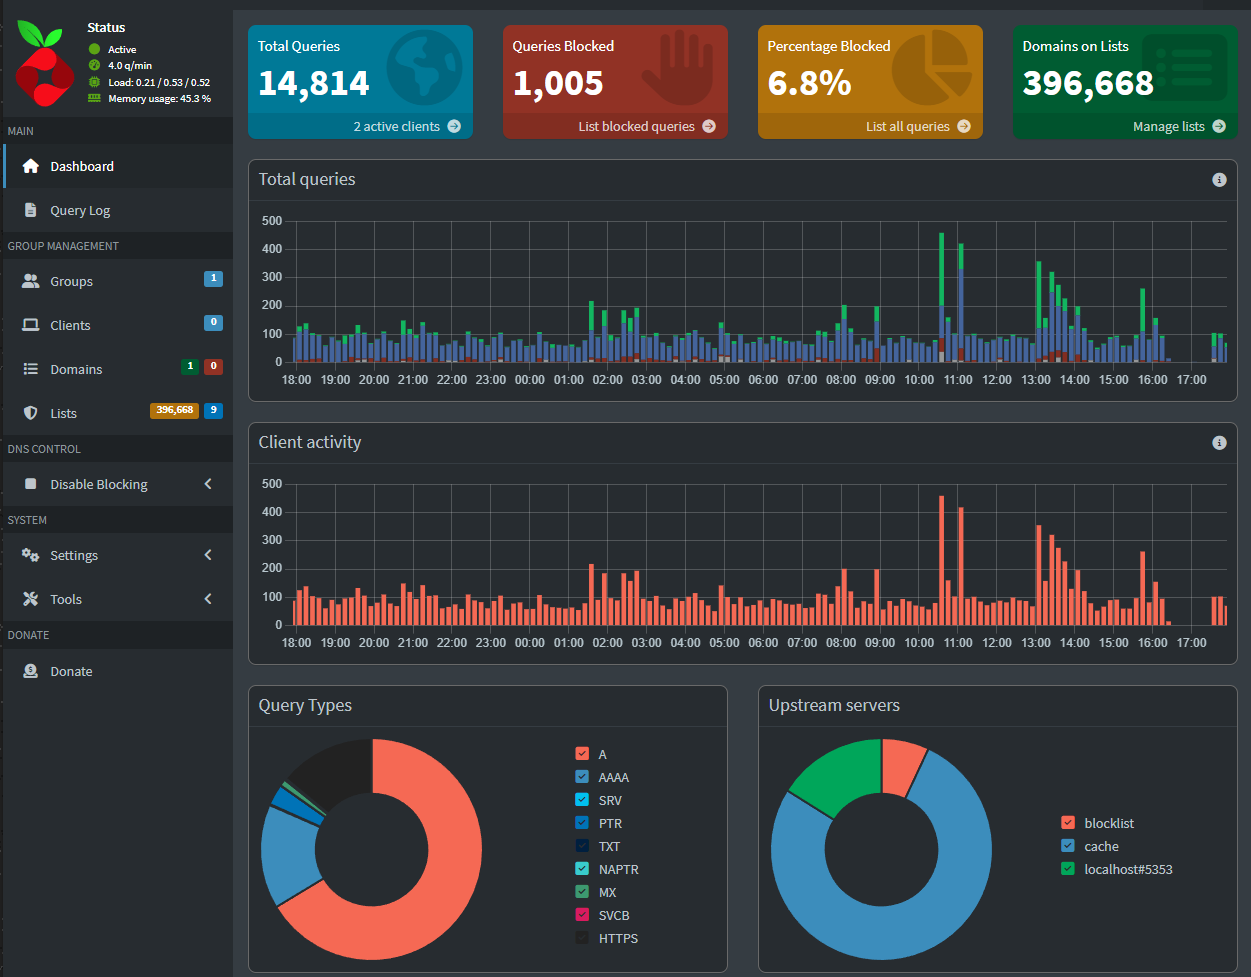 Status
Active
4.0 q/min
Load: 0.21 / 0.53 / 0.52
Memory usage: 45.3 %
MAIN
Dashboard
Query Log
GROUP MANAGEMENT
Groups 1
Clients 0
Domains 1 0
Lists 396,668 9
DNS CONTROL
Disable Blocking
SYSTEM
Settings
Tools
DONATE
Donate
Total Queries
14,814
2 active clients
Queries Blocked
1,005
List blocked queries
Percentage Blocked
6.8%
List all queries
Domains on Lists
396,668
Manage lists
Total queries
500
400
300
200
100
0
18:00 19:00 20:00 21:00 22:00 23:00 00:00 01:00 02:00 03:00 04:00 05:00 06:00 07:00 08:00 09:00 10:00 11:00 12:00 13:00 14:00 15:00 16:00 17:00
Client activity
500
400
300
200
100
0
18:00 19:00 20:00 21:00 22:00 23:00 00:00 01:00 02:00 03:00 04:00 05:00 06:00 07:00 08:00 09:00 10:00 11:00 12:00 13:00 14:00 15:00 16:00 17:00
Query Types
A
AAAA
SRV
PTR
TXT
NAPTR
MX
SVCB
HTTPS
Upstream servers
blocklist
cache
localhost#5353